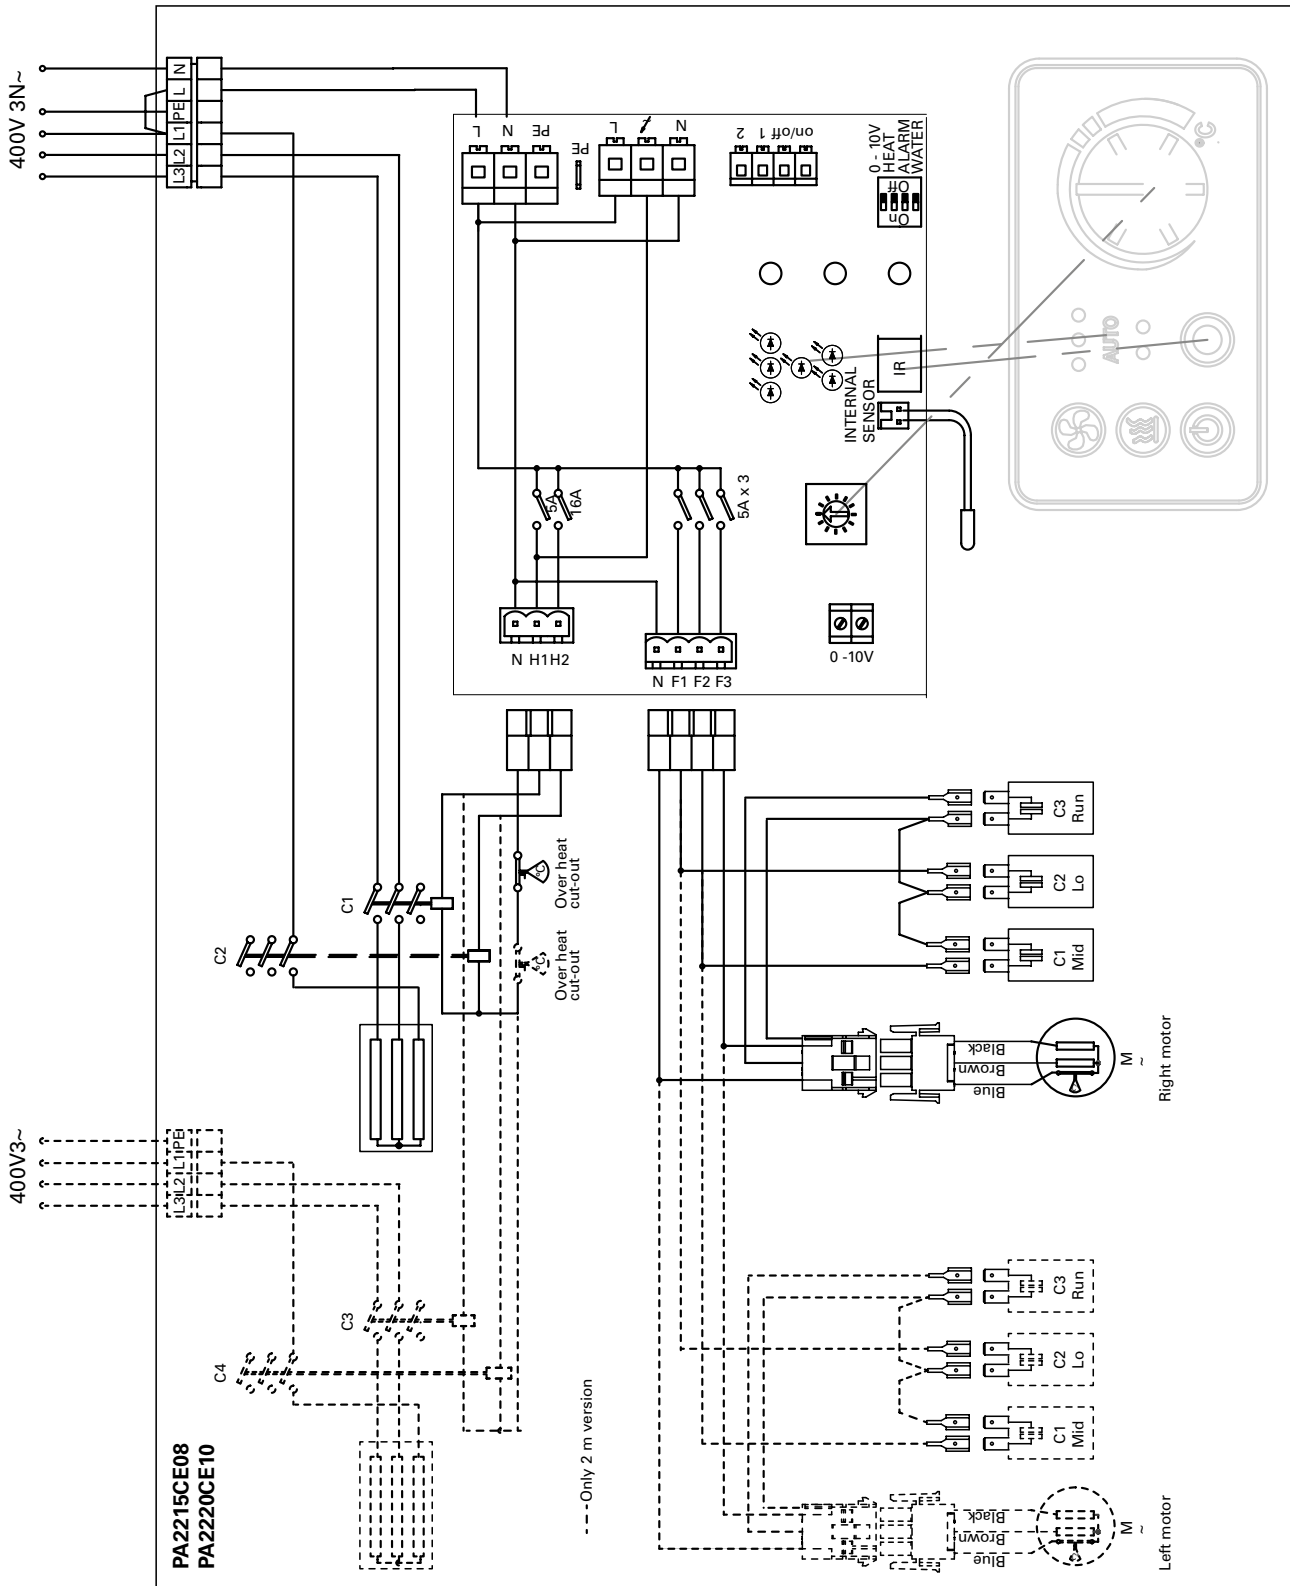 400V 3N~
N
L
PE
L1
L2
L3
L
N
PE
PE
L
N
2
1
on/off
0 - 10V
HEAT
ALARM
WATER
Off
On
°C
AUTO
IR
INTERNAL
SENSOR
5A
16A
5A x 3
N H1 H2
N F1 F2 F3
0 -10V
C1
C2
°C
Over heat
cut-out
°C
Over heat
cut-out
C3
Run
C2
Lo
C1
Mid
Black
Brown
Blue
M
~
Right motor
400V3~
PE
L1
L2
L3
C3
C4
---Only 2 m version
C3
Run
C2
Lo
C1
Mid
Black
Brown
Blue
M
~
Left motor
PA2215CE08
PA2220CE10